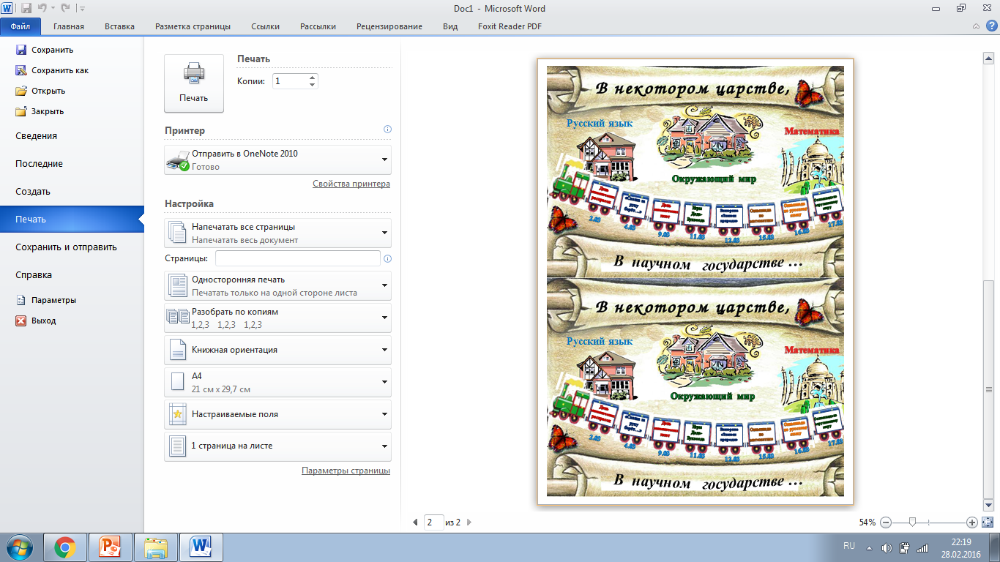 Doc1 - Microsoft Word
Файл
Главная
Вставка
Разметка страницы
Ссылки
Рассылки
Рецензирование
Вид
Foxit Reader PDF
Сохранить
Сохранить как
Открыть
Закрыть
Сведения
Последние
Создать
Печать
Сохранить и отправить
Справка
Параметры
Выход
Печать
Печать
Копии: 1
Принтер
Отправить в OneNote 2010
Готово
Свойства принтера
Настройка
Напечатать все страницы
Напечатать весь документ
Страницы:
Односторонняя печать
Печатать только на одной стороне листа
Разобрать по копиям
1,2,3 1,2,3 1,2,3
Книжная ориентация
A4
21 см x 29,7 см
Настраиваемые поля
1 страница на листе
Параметры страницы
В некотором царстве,
Русский язык
Математика
Окружающий мир
2.03
4.03
9.03
11.03
12.03
15.03
16.03
17.03
В научном государстве ...
В некотором царстве,
Русский язык
Математика
Окружающий мир
2.03
4.03
9.03
11.03
12.03
15.03
16.03
17.03
В научном государстве ...
2 из 2
54%
RU
22:19
28.02.2016